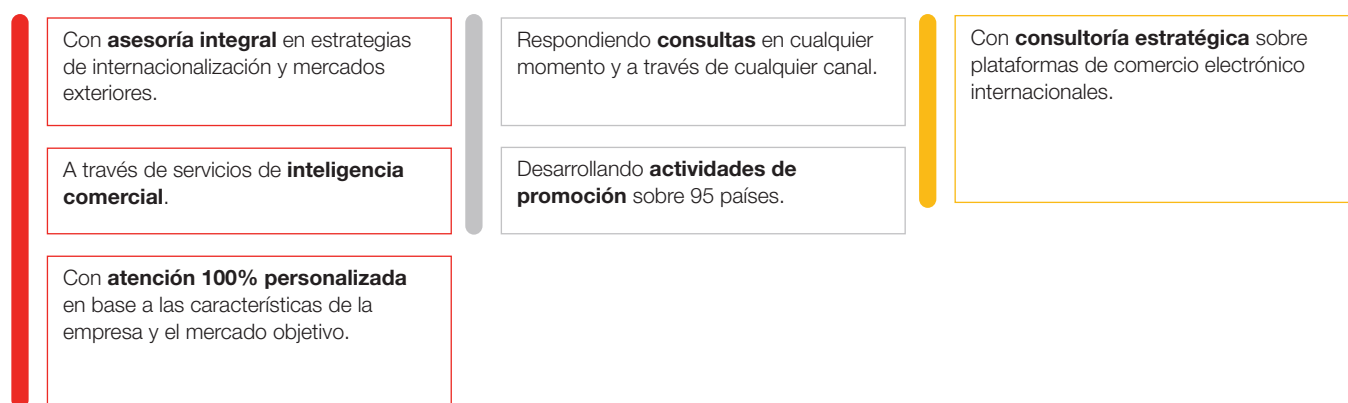 Con asesoría integral en estrategias
de internacionalización y mercados
exteriores.
A través de servicios de inteligencia
comercial.
Con atención 100% personalizada
en base a las características de la
empresa y el mercado objetivo.
Respondiendo consultas en cualquier
momento y a través de cualquier canal.
Desarrollando actividades de
promoción sobre 95 países.
Con consultoría estratégica sobre
plataformas de comercio electrónico
internacionales.